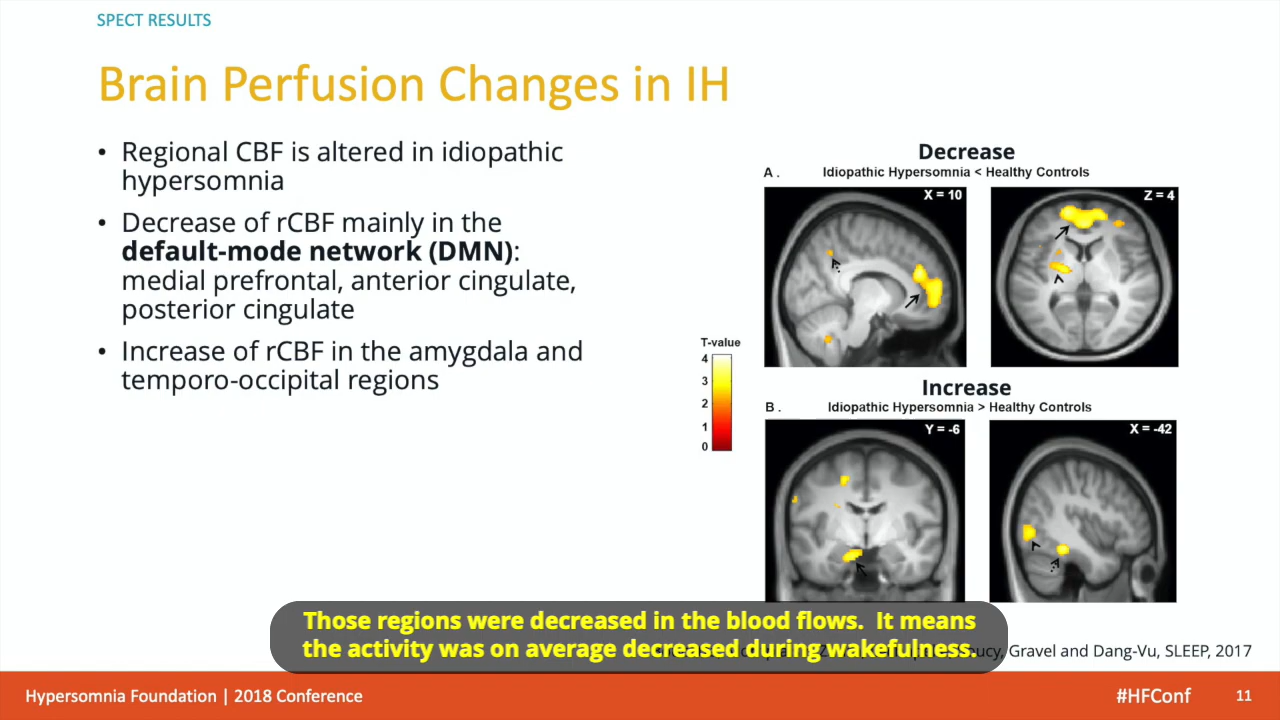 SPECT RESULTS
Brain Perfusion Changes in IH
• Regional CBF is altered in idiopathic
hypersomnia
• Decrease of rCBF mainly in the
default-mode network (DMN):
medial prefrontal, anterior cingulate,
posterior cingulate
• Increase of rCBF in the amygdala and
temporo-occipital regions
Decrease
A . Idiopathic Hypersomnia < Healthy Controls
X = 10
Z = 4
T-value
4
3
2
1
0
Increase
B . Idiopathic Hypersomnia > Healthy Controls
Y = -6
X = -42
Those regions were decreased in the blood flows. It means
the activity was on average decreased during wakefulness.
Gravel and Dang-Vu, SLEEP, 2017
Hypersomnia Foundation | 2018 Conference
#HFConf
11